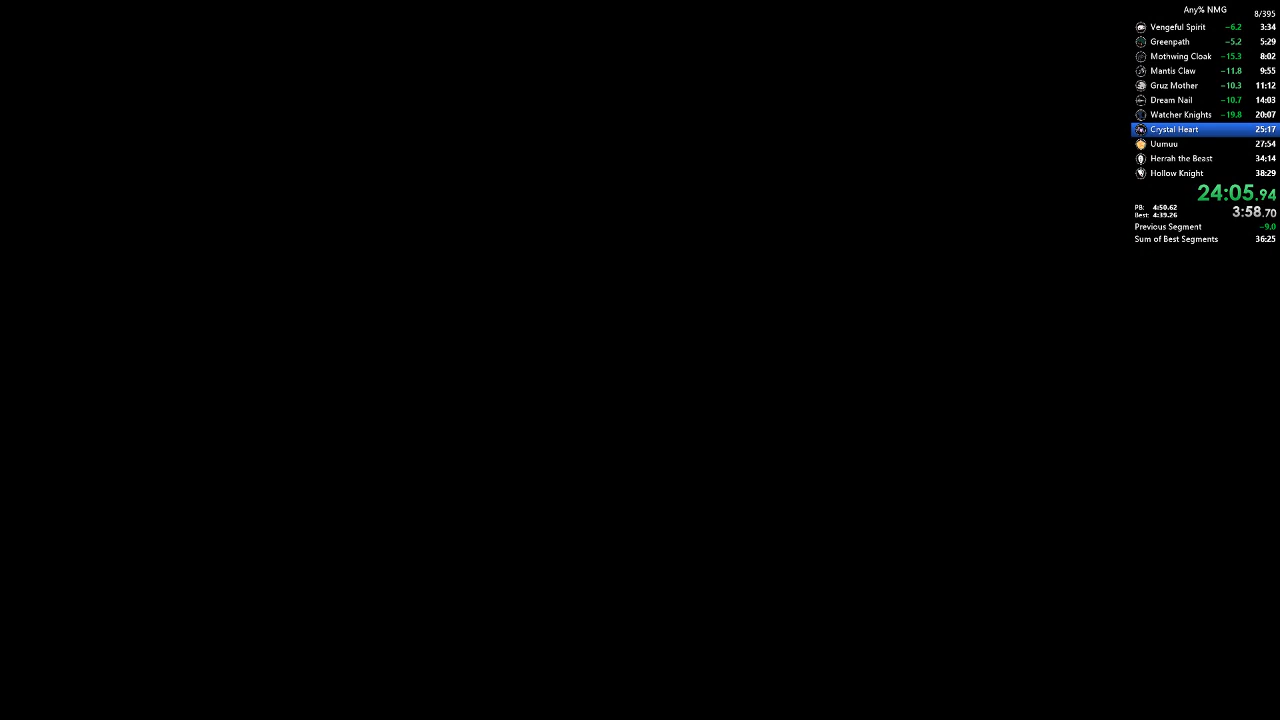 Any% NMG
8/395
Vengeful Spirit −6.2 3:34
Greenpath −5.2 5:29
Mothwing Cloak −15.3 8:02
Mantis Claw −11.8 9:55
Gruz Mother −10.3 11:12
Dream Nail −10.7 14:03
Watcher Knights −19.8 20:07
Crystal Heart 25:17
Uumuu 27:54
Herrah the Beast 34:14
Hollow Knight 38:29
24:05.94
PB: 4:50.62
Best: 4:39.26
3:58.70
Previous Segment −9.0
Sum of Best Segments 36:25